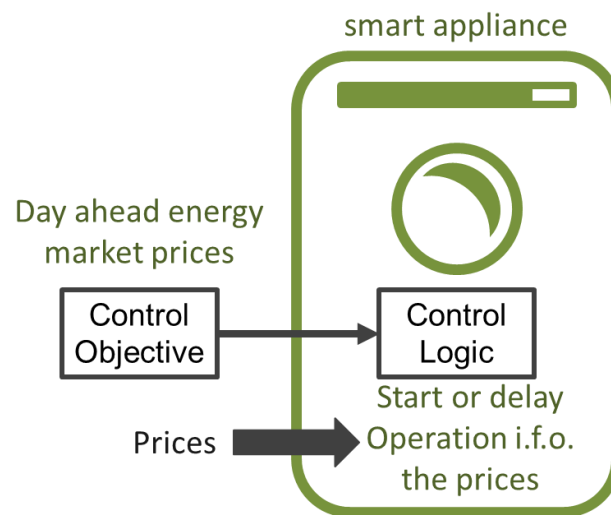 smart appliance
Day ahead energy
market prices
Control
Objective
Control
Logic
Start or delay
Operation i.f.o.
the prices
Prices